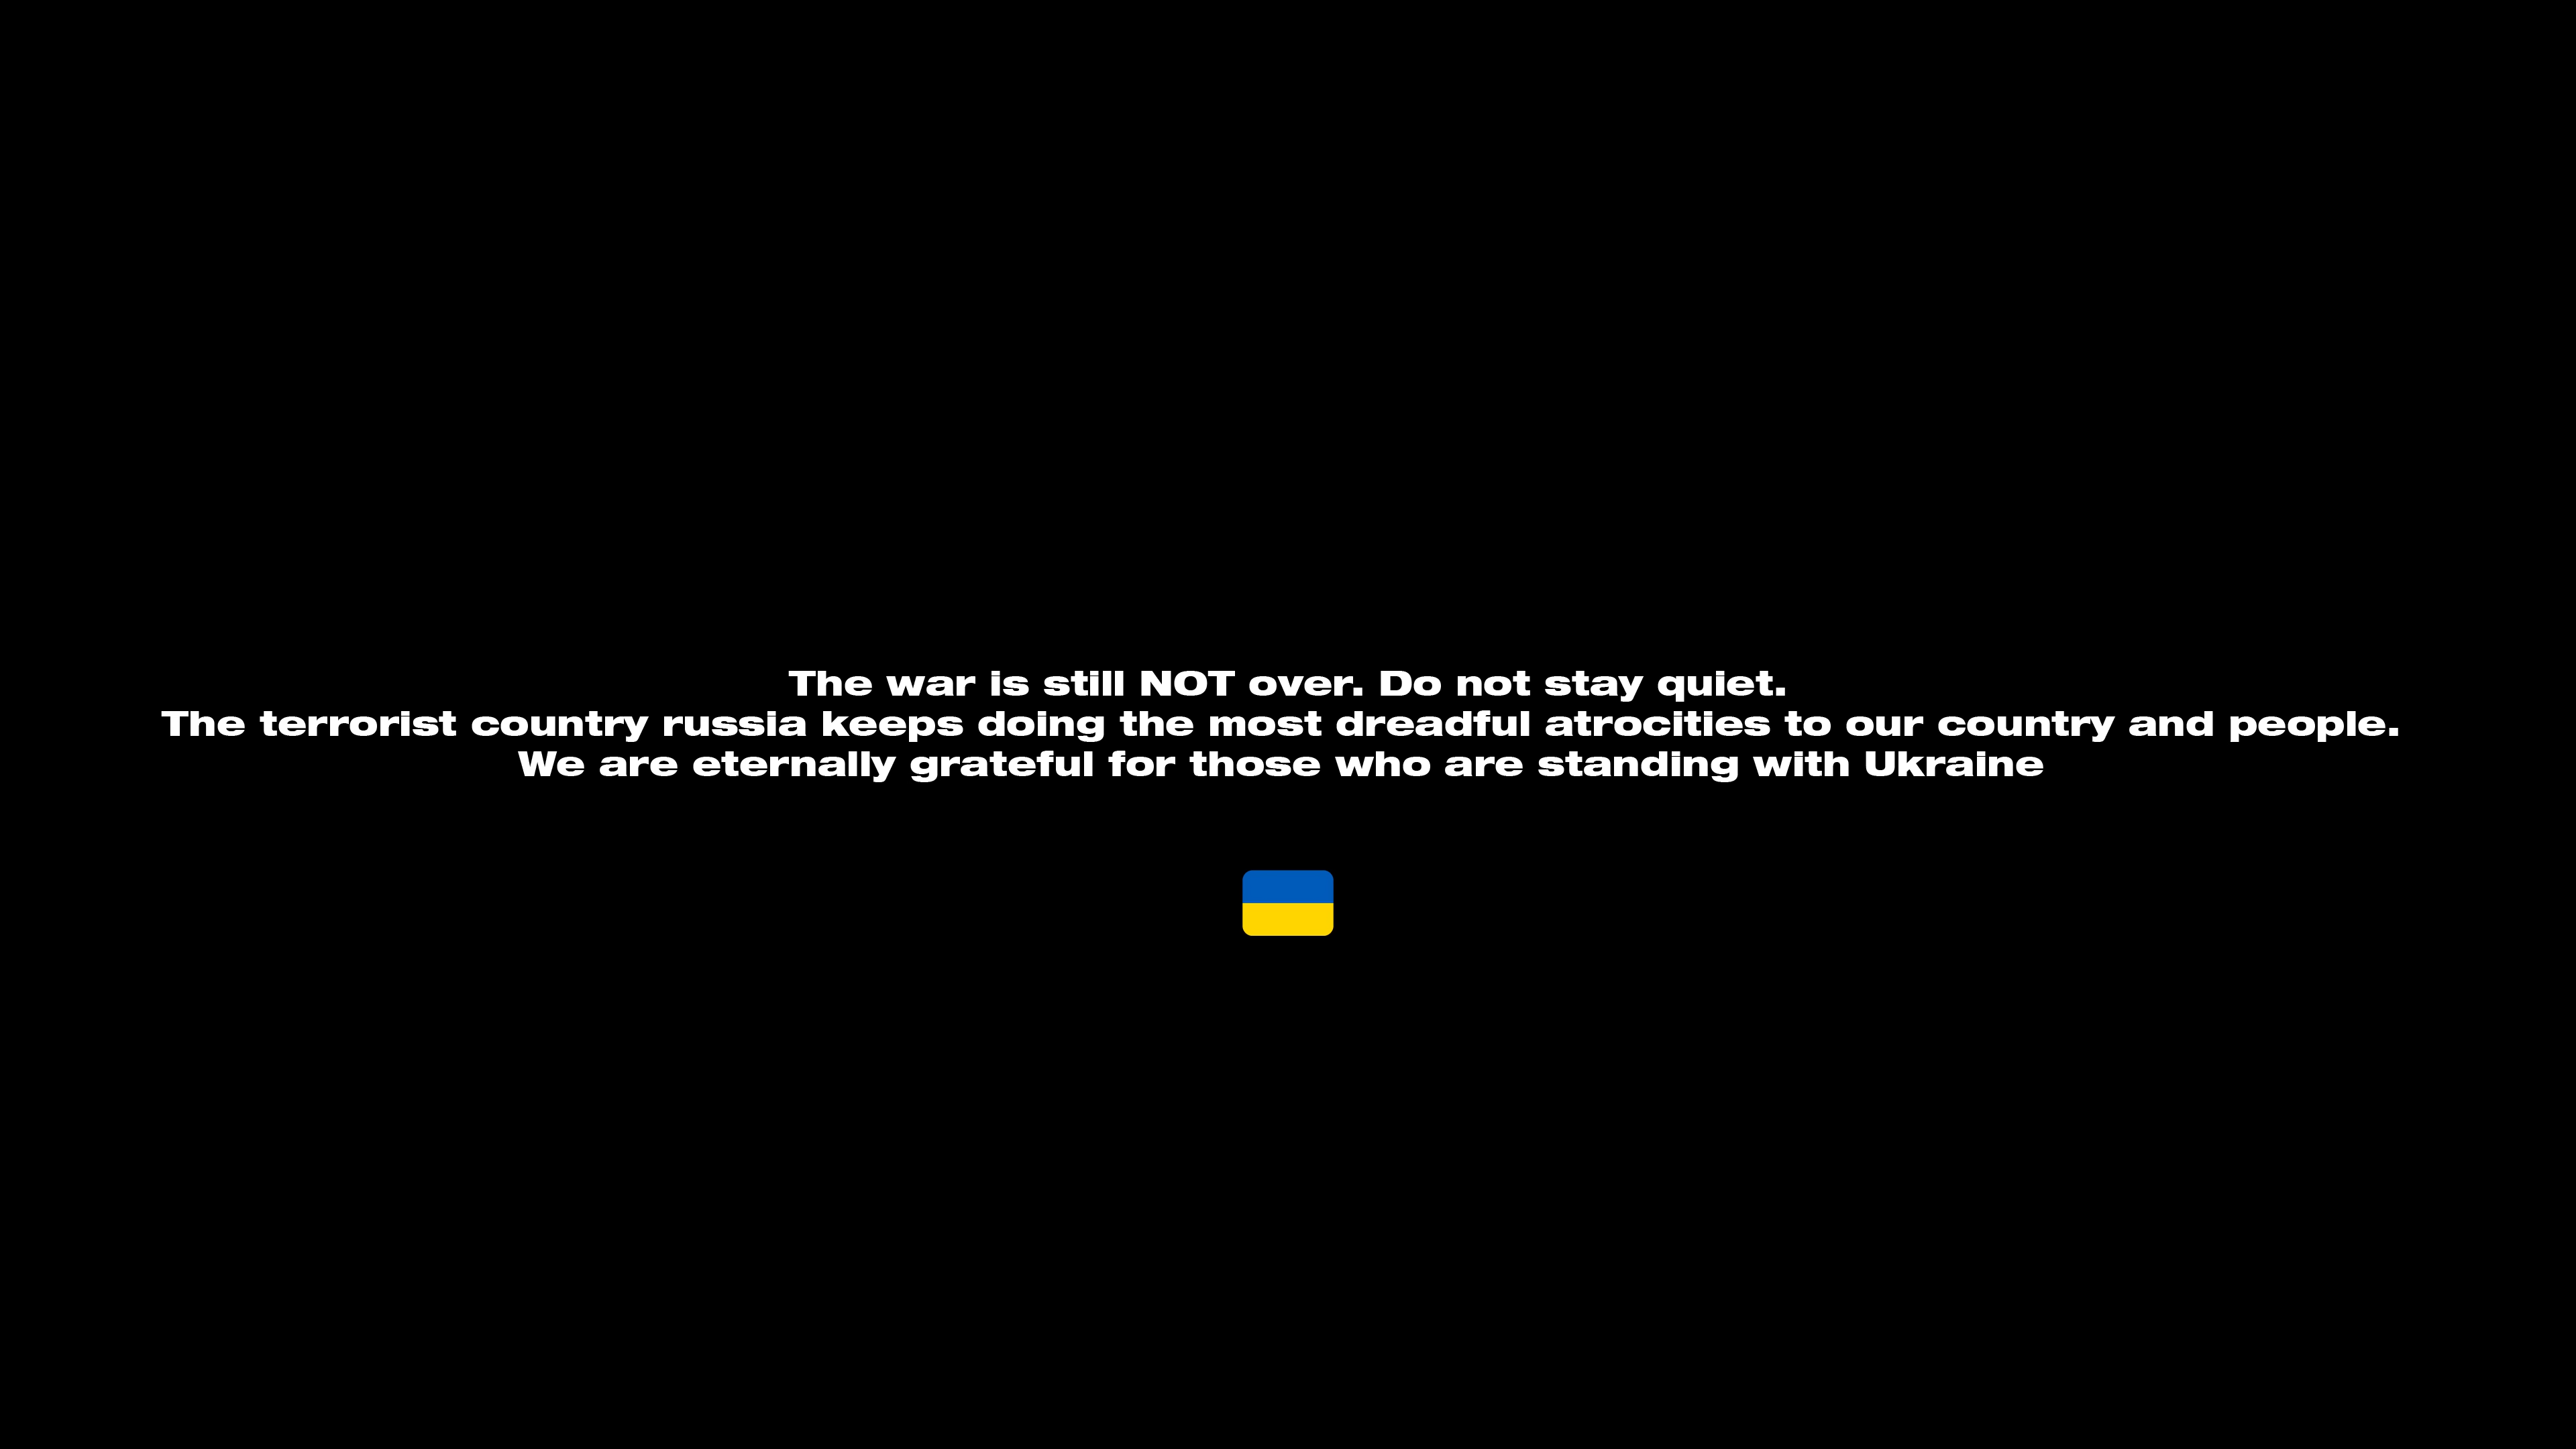 The war is still NOT over. Do not stay quiet.
The terrorist country russia keeps doing the most dreadful atrocities to our country and people.
We are eternally grateful for those who are standing with Ukraine